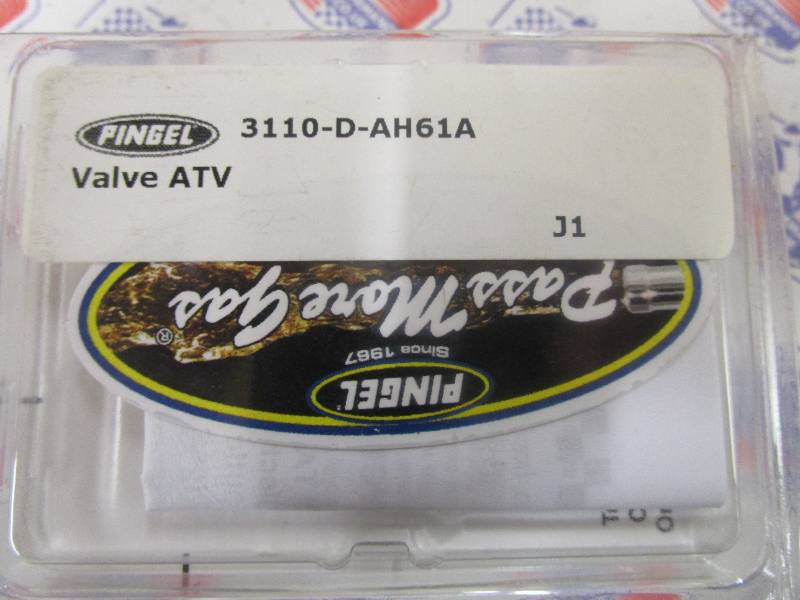 PINGEL 3110-D-AH61A
Valve ATV
J1
Pass More Gas ®
Since 1967
PINGEL